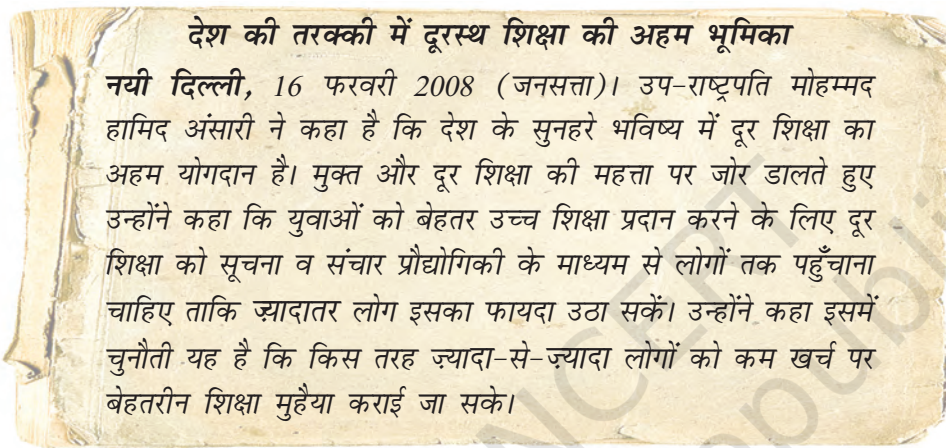 देश की तरक्की में दूरस्थ शिक्षा की अहम भूमिका
नयी दिल्ली, 16 फरवरी 2008 (जनसत्ता)। उप-राष्ट्रपति मोहम्मद
हामिद अंसारी ने कहा है कि देश के सुनहरे भविष्य में दूर शिक्षा का
अहम योगदान है। मुक्त और दूर शिक्षा की महत्ता पर जोर डालते हुए
उन्होंने कहा कि युवाओं को बेहतर उच्च शिक्षा प्रदान करने के लिए दूर
शिक्षा को सूचना व संचार प्रौद्योगिकी के माध्यम से लोगों तक पहुँचाना
चाहिए ताकि ज़्यादातर लोग इसका फायदा उठा सकें। उन्होंने कहा इसमें
चुनौती यह है कि किस तरह ज़्यादा-से-ज़्यादा लोगों को कम खर्च पर
बेहतरीन शिक्षा मुहैया कराई जा सके।
NCERT